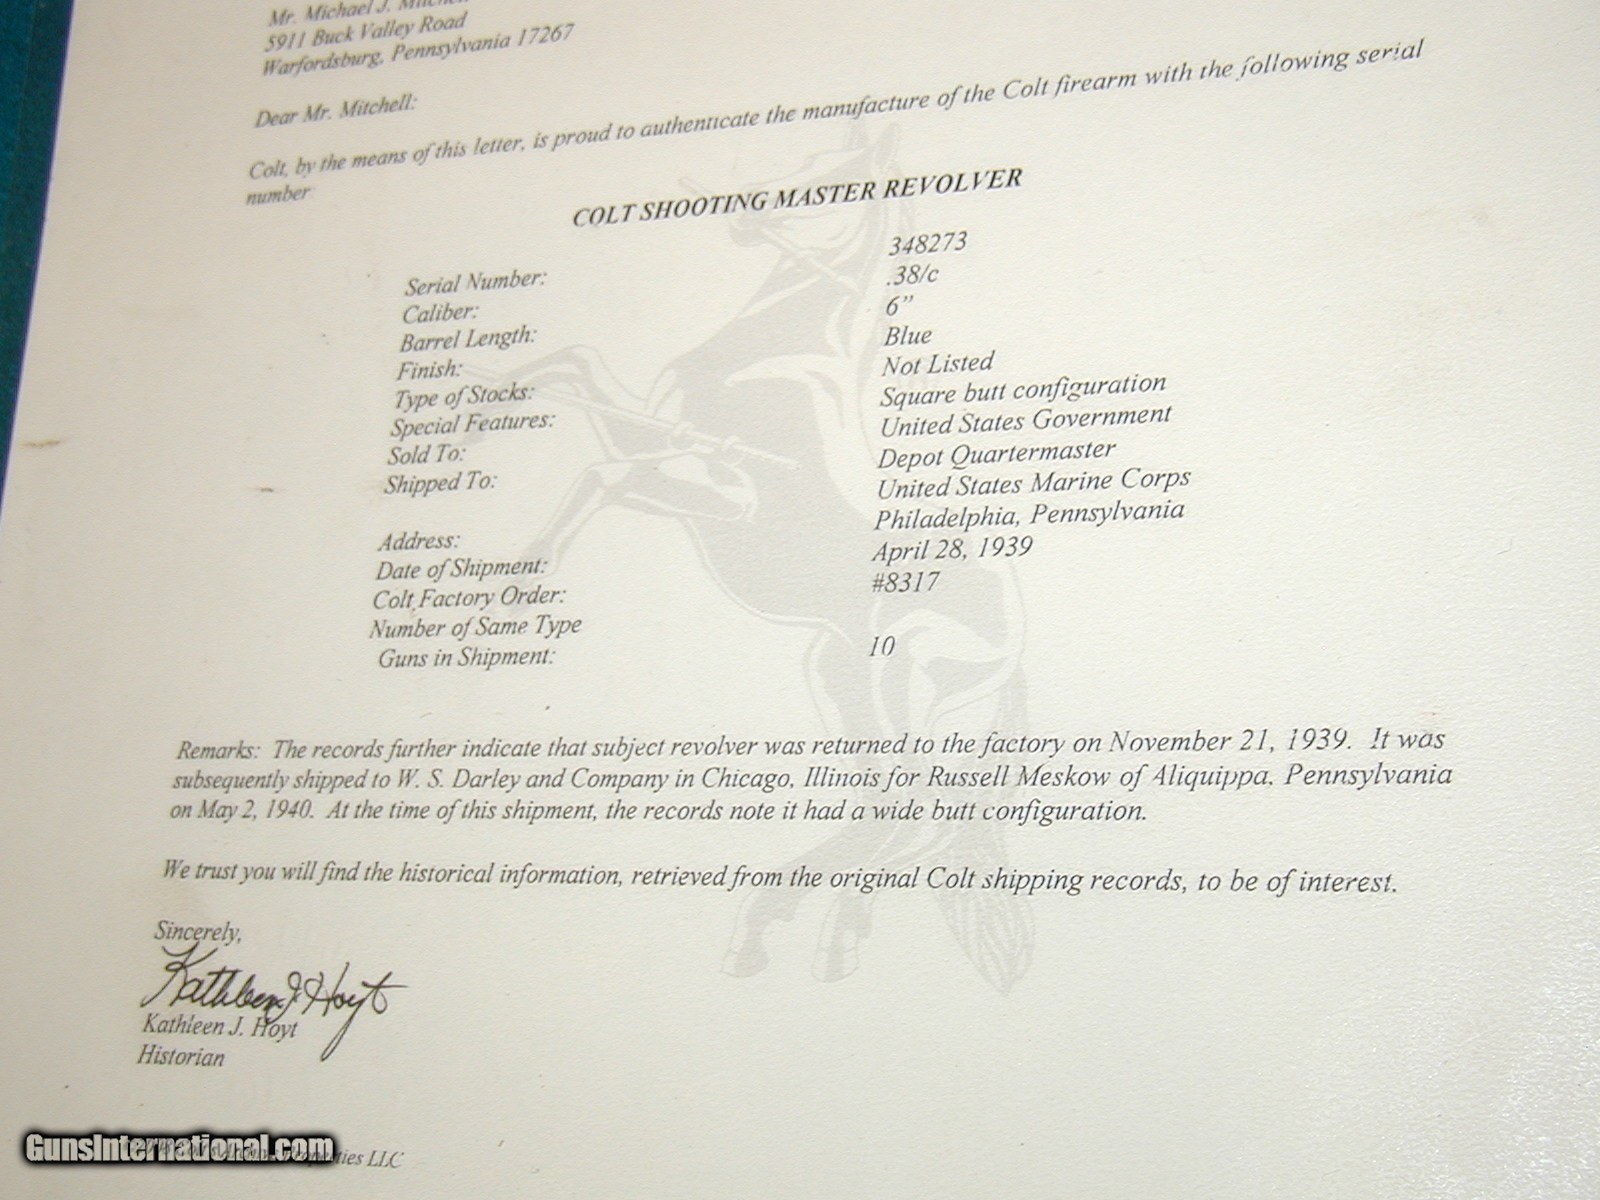 Mr. Michael J. Mitchell
5911 Buck Valley Road
Warfordsburg, Pennsylvania 17267
Dear Mr. Mitchell:
Colt, by the means of this letter, is proud to authenticate the manufacture of the Colt firearm with the following serial
number:
COLT SHOOTING MASTER REVOLVER
Serial Number: 348273
Caliber: .38/c
Barrel Length: 6”
Finish: Blue
Type of Stocks: Not Listed
Special Features: Square butt configuration
Sold To: United States Government
Shipped To: Depot Quartermaster
United States Marine Corps
Address: Philadelphia, Pennsylvania
Date of Shipment: April 28, 1939
Colt Factory Order: #8317
Number of Same Type
Guns in Shipment: 10
Remarks: The records further indicate that subject revolver was returned to the factory on November 21, 1939. It was
subsequently shipped to W. S. Darley and Company in Chicago, Illinois for Russell Meskow of Aliquippa, Pennsylvania
on May 2, 1940. At the time of this shipment, the records note it had a wide butt configuration.
We trust you will find the historical information, retrieved from the original Colt shipping records, to be of interest.
Sincerely,
Kathleen J. Hoyt
Kathleen J. Hoyt
Historian
GunsInternational.com
Properties LLC